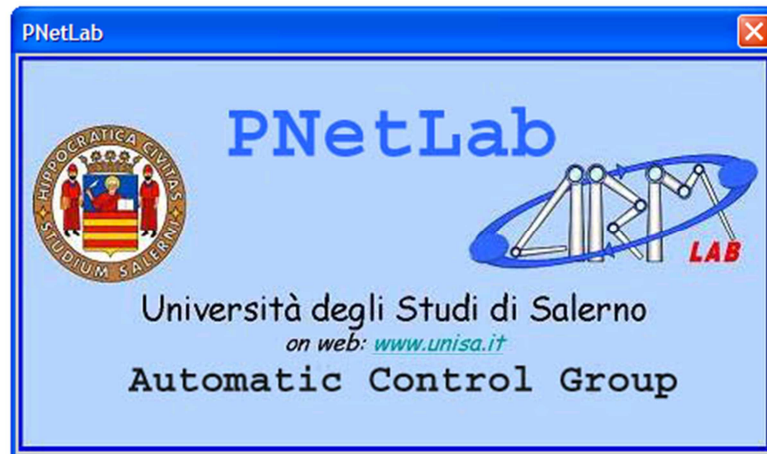 PNetLab
PNetLab
HIPPOCRATICA CIVITAS
STUDIUM SALERNI
ARM
LAB
Università degli Studi di Salerno
on web: www.unisa.it
Automatic Control Group